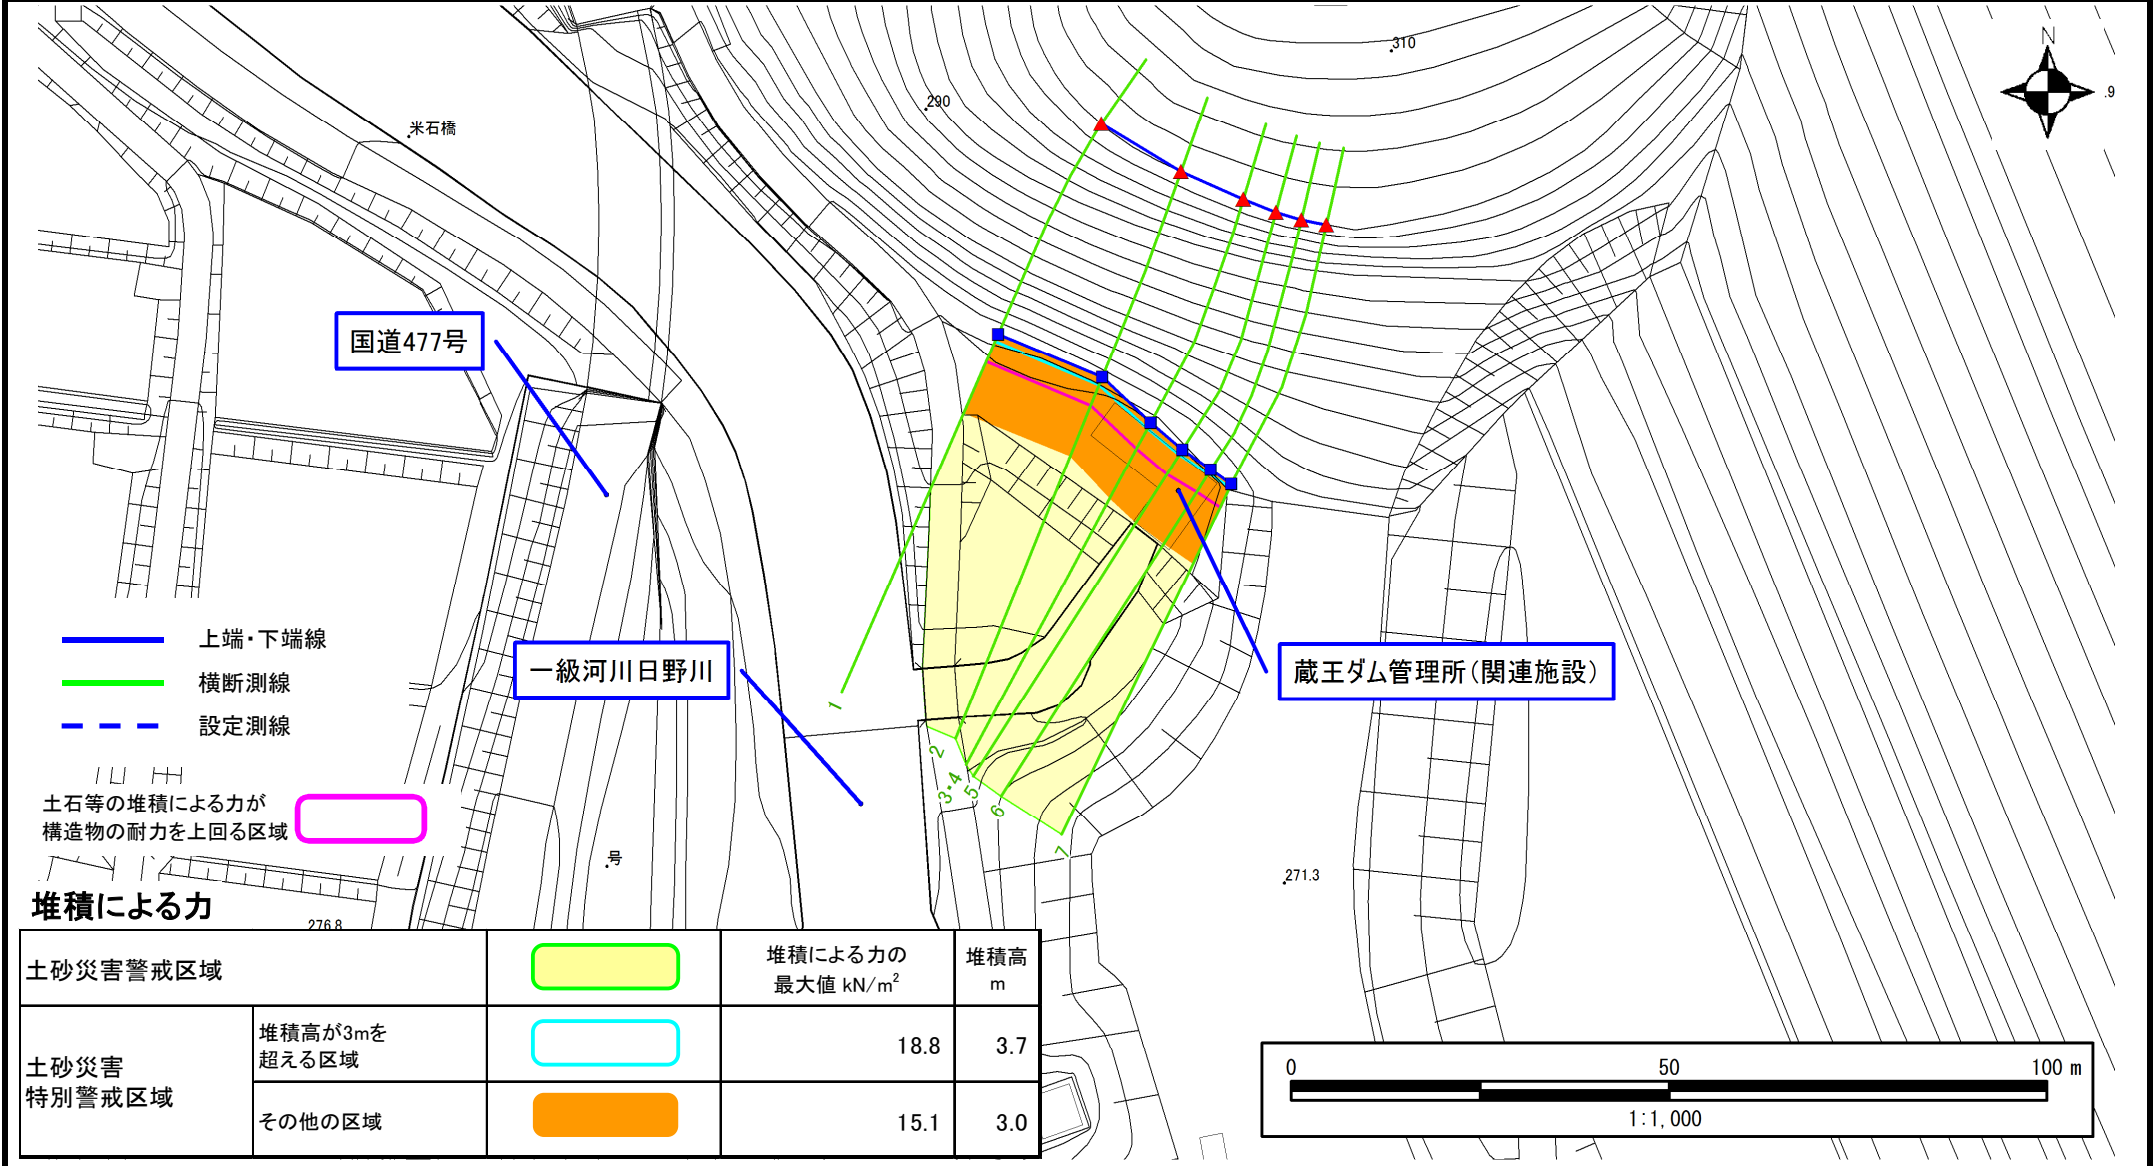 310
N
.9
290
米石橋
国道477号
上端・下端線
横断測線
設定測線
一級河川日野川
蔵王ダム管理所(関連施設)
1
2
3・4
5
6
7
土石等の堆積による力が
構造物の耐力を上回る区域
号
271.3
堆積による力
276.8
土砂災害警戒区域
堆積による力の
最大値 kN/m²
堆積高
m
土砂災害
特別警戒区域
堆積高が3mを
超える区域
18.8
3.7
その他の区域
15.1
3.0
0
50
100 m
1:1,000